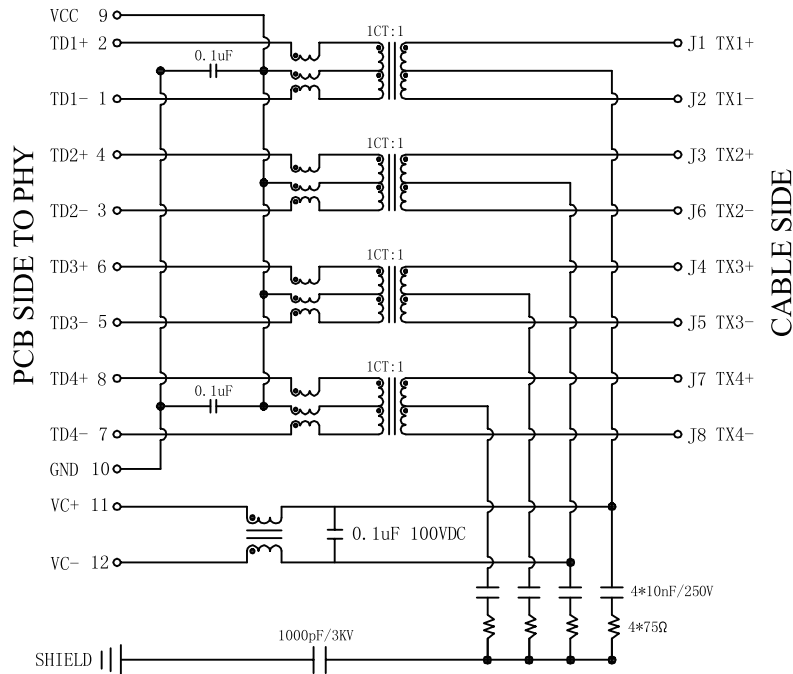 VCC 9
1CT:1
TD1+ 2
J1 TX1+
0.1uF
TD1- 1
J2 TX1-
1CT:1
TD2+ 4
J3 TX2+
TD2- 3
J6 TX2-
PCB SIDE TO PHY
CABLE SIDE
1CT:1
TD3+ 6
J4 TX3+
TD3- 5
J5 TX3-
1CT:1
TD4+ 8
J7 TX4+
0.1uF
TD4- 7
J8 TX4-
GND 10
VC+ 11
0.1uF 100VDC
VC- 12
4*10nF/250V
4*75Ω
1000pF/3KV
SHIELD